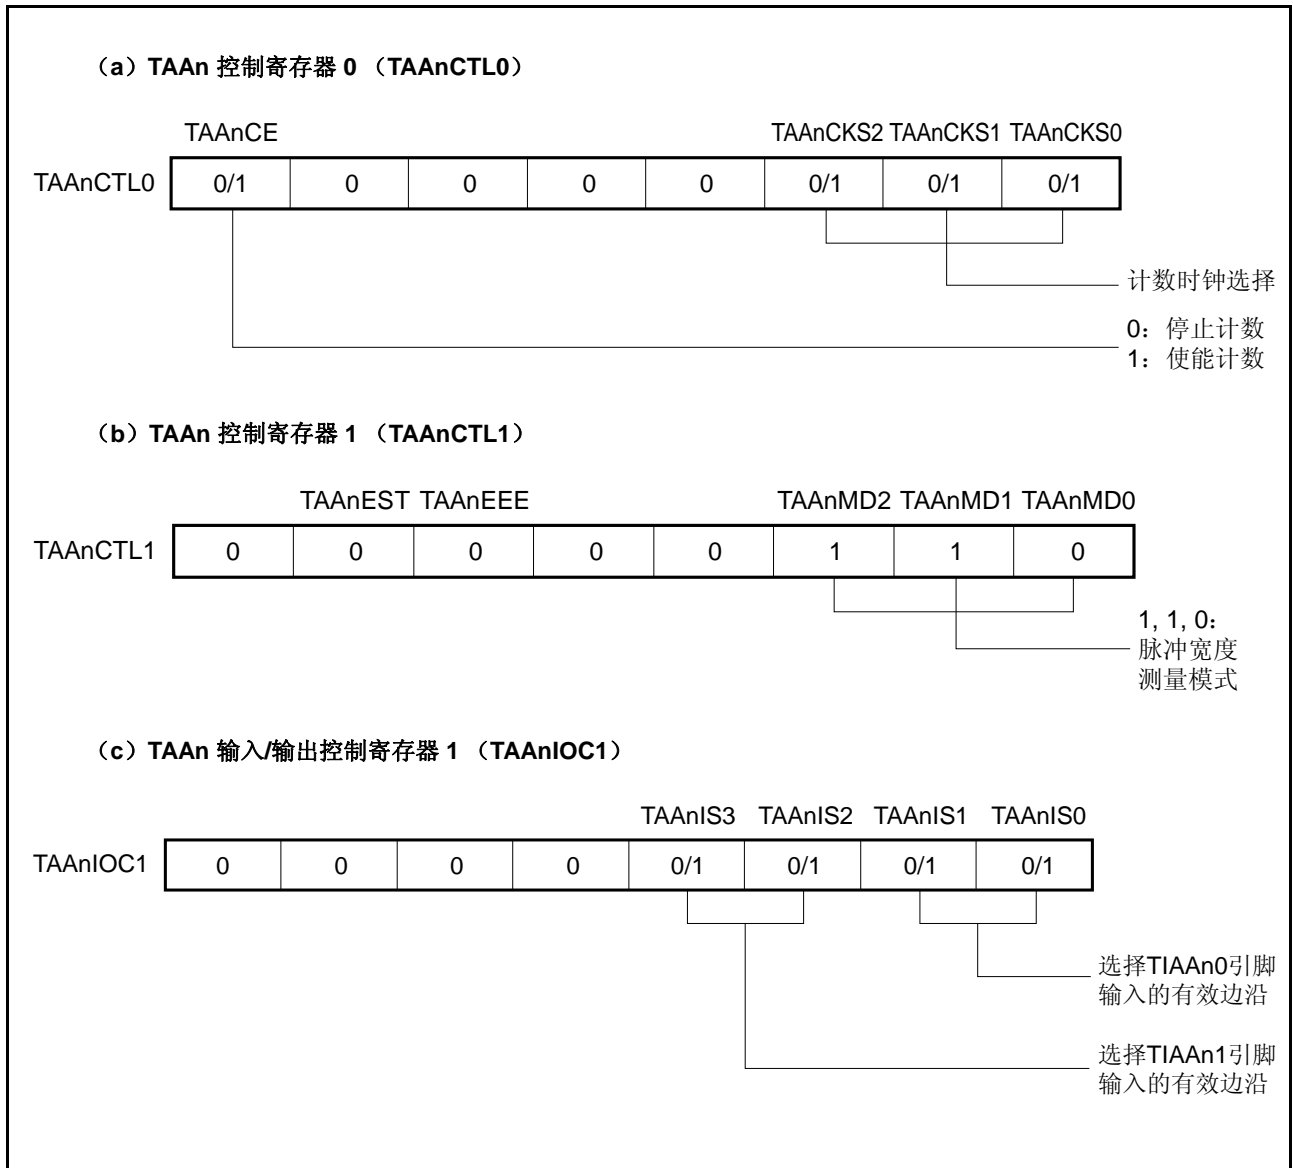 （a）TAAn 控制寄存器 0 （TAAnCTL0）
TAAnCE TAAnCKS2 TAAnCKS1 TAAnCKS0
TAAnCTL0 0/1 0 0 0 0 0/1 0/1 0/1
计数时钟选择
0：停止计数
1：使能计数
（b）TAAn 控制寄存器 1 （TAAnCTL1）
TAAnEST TAAnEEE TAAnMD2 TAAnMD1 TAAnMD0
TAAnCTL1 0 0 0 0 0 1 1 0
1, 1, 0：
脉冲宽度
测量模式
（c）TAAn 输入/输出控制寄存器 1 （TAAnIOC1）
TAAnIS3 TAAnIS2 TAAnIS1 TAAnIS0
TAAnIOC1 0 0 0 0 0/1 0/1 0/1 0/1
选择TIAAn0引脚
输入的有效边沿
选择TIAAn1引脚
输入的有效边沿